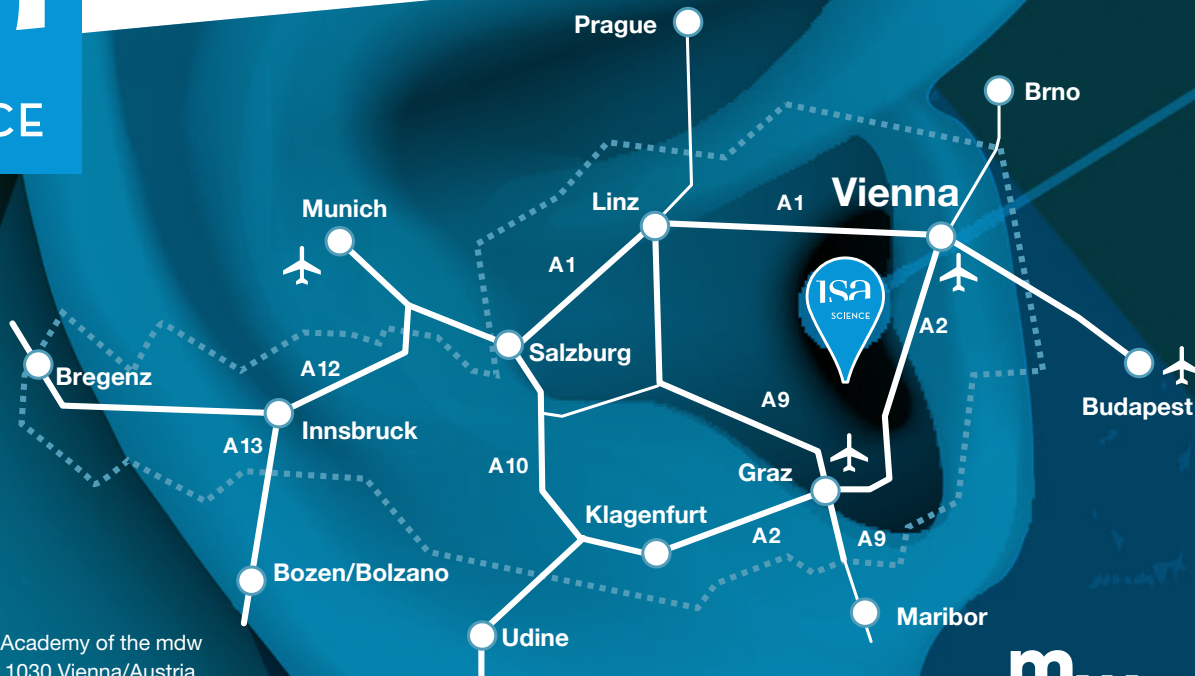 CE
Prague
Brno
Linz
A1
Vienna
Munich
A1
isa
SCIENCE
A2
Salzburg
Bregenz
A12
Budapest
A9
Innsbruck
A13
A10
Graz
Klagenfurt
A2
A9
Bozen/Bolzano
Maribor
Udine
Academy of the mdw
1030 Vienna/Austria